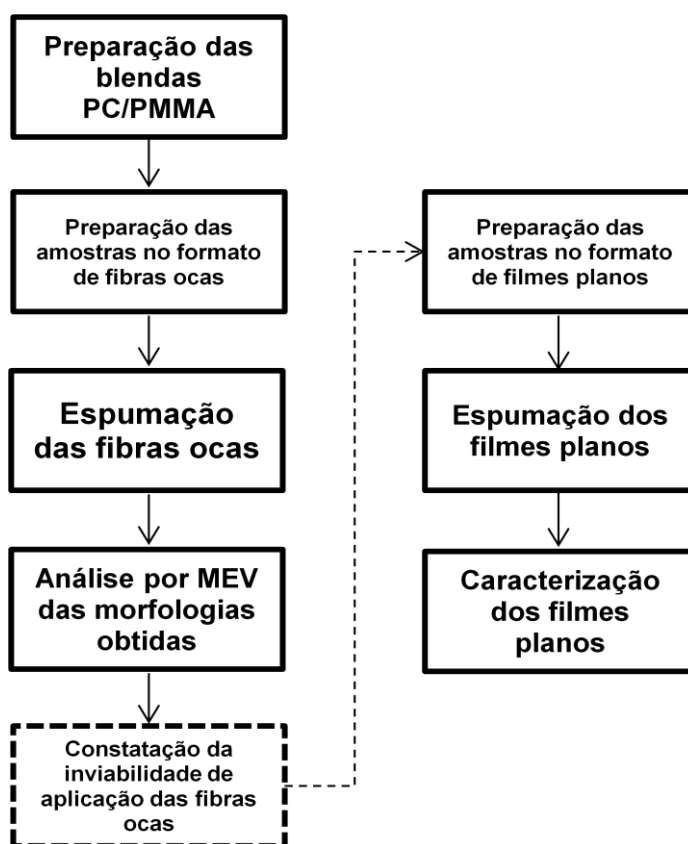 Preparação das
blendas
PC/PMMA
Preparação das
amostras no formato
de fibras ocas
Espumação
das fibras ocas
Análise por MEV
das morfologias
obtidas
Constatação da
inviabilidade de
aplicação das fibras
ocas
Preparação das
amostras no formato
de filmes planos
Espumação dos
filmes planos
Caracterização
dos filmes
planos